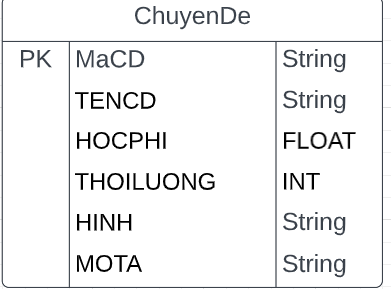 ChuyenDe
PK MaCD String
TENCD String
HOCPHI FLOAT
THOILUONG INT
HINH String
MOTA String